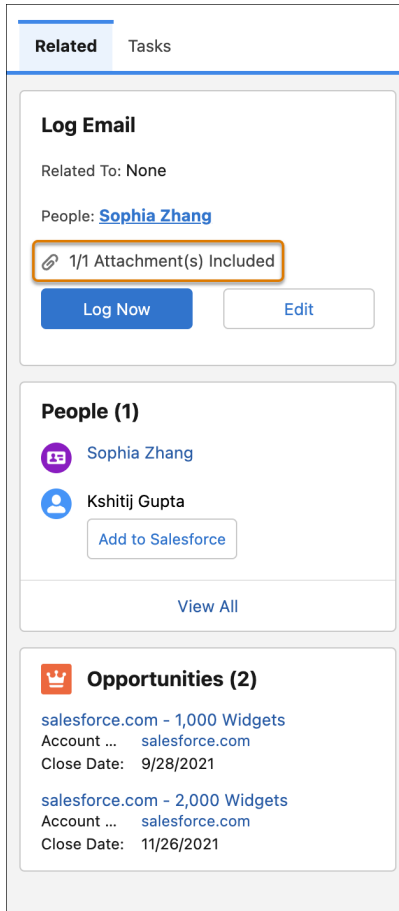 Related Tasks
Log Email
Related To: None
People: Sophia Zhang
1/1 Attachment(s) Included
Log Now Edit
People (1)
Sophia Zhang
Kshitij Gupta
Add to Salesforce
View All
Opportunities (2)
salesforce.com - 1,000 Widgets
Account ... salesforce.com
Close Date: 9/28/2021
salesforce.com - 2,000 Widgets
Account ... salesforce.com
Close Date: 11/26/2021